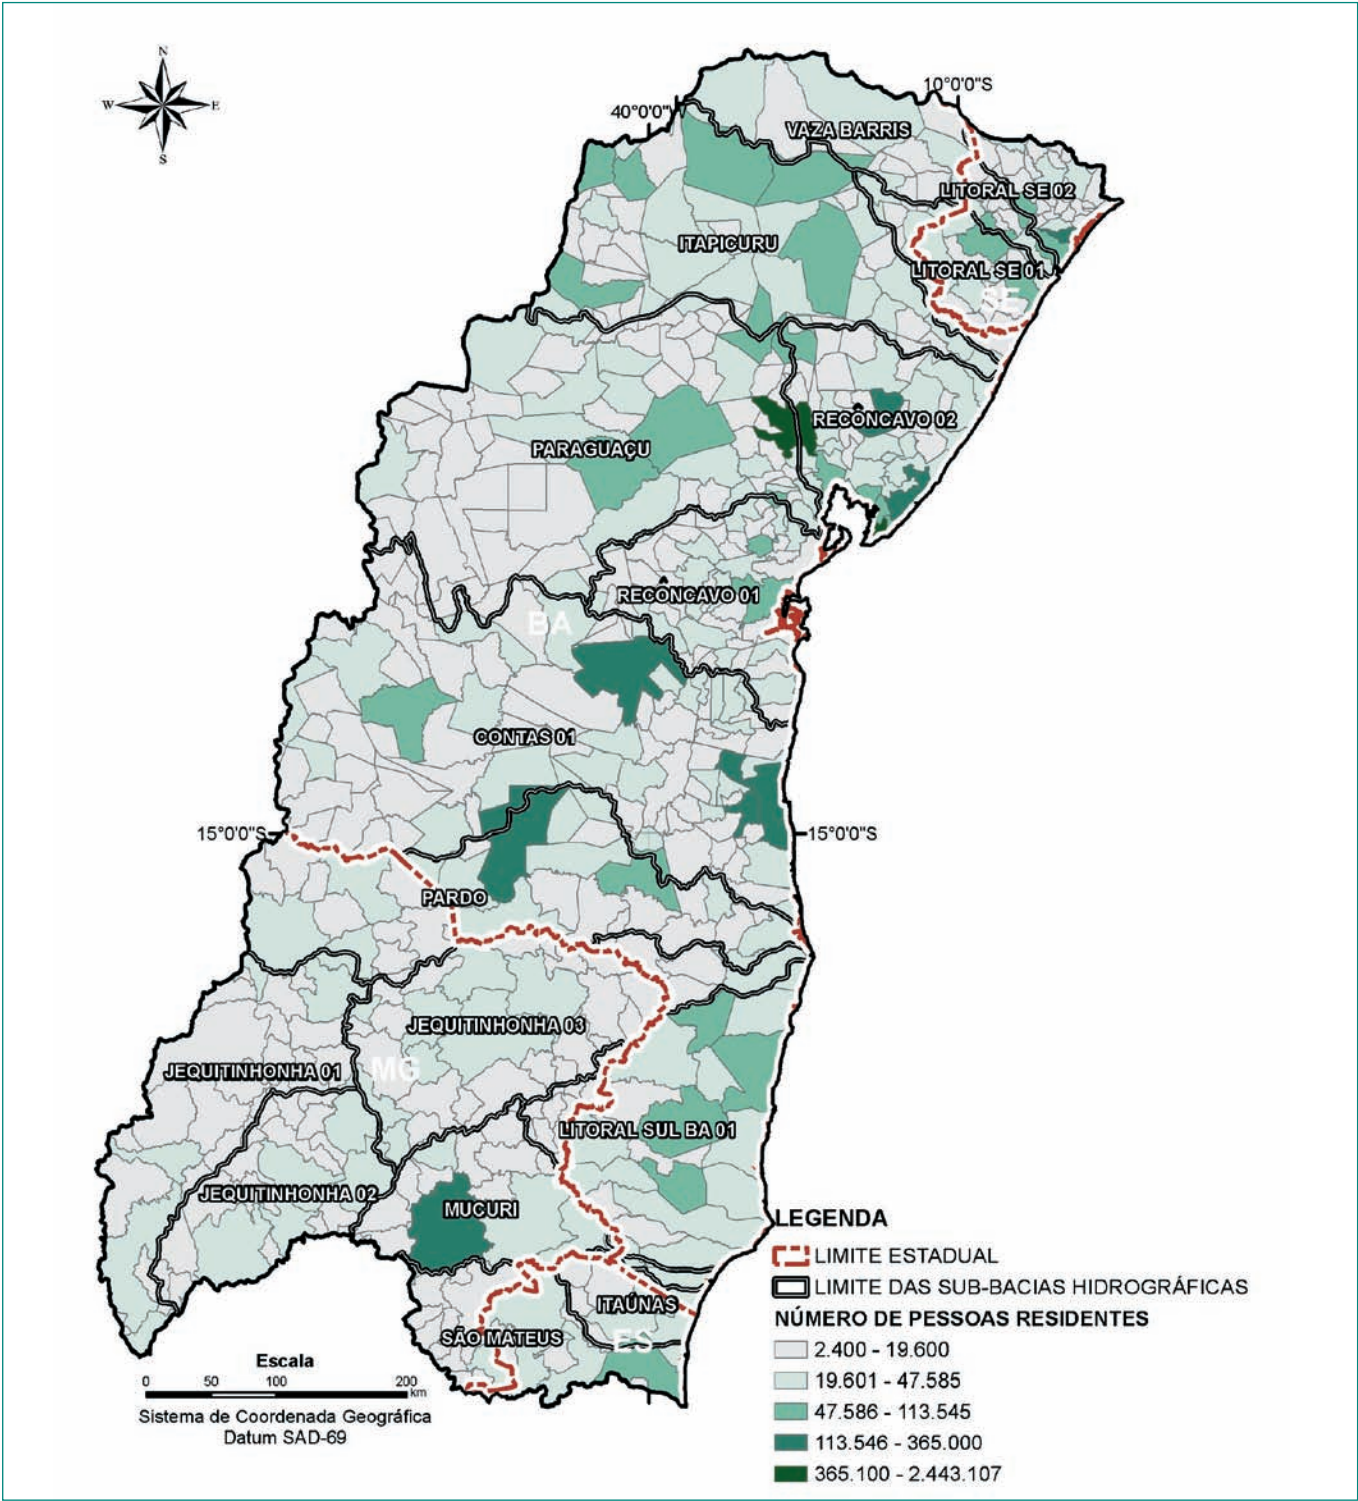 N
W
E
S
10°0'0"S
40°0'0"
VAZA BARRIS
LITORAL SE 02
ITAPICURU
LITORAL SE 01
SE
RECÔNCAVO 02
PARAGUAÇU
RECÔNCAVO 01
BA
CONTAS 01
15°0'0"S
15°0'0"S
PARDO
JEQUITINHONHA 03
MG
JEQUITINHONHA 01
LITORAL SUL BA 01
JEQUITINHONHA 02
MUCURI
ITAÚNAS
SÃO MATEUS
ES
LEGENDA
LIMITE ESTADUAL
LIMITE DAS SUB-BACIAS HIDROGRÁFICAS
NÚMERO DE PESSOAS RESIDENTES
2.400 - 19.600
19.601 - 47.585
47.586 - 113.545
113.546 - 365.000
365.100 - 2.443.107
Escala
0 50 100 200
km
Sistema de Coordenada Geográfica
Datum SAD-69